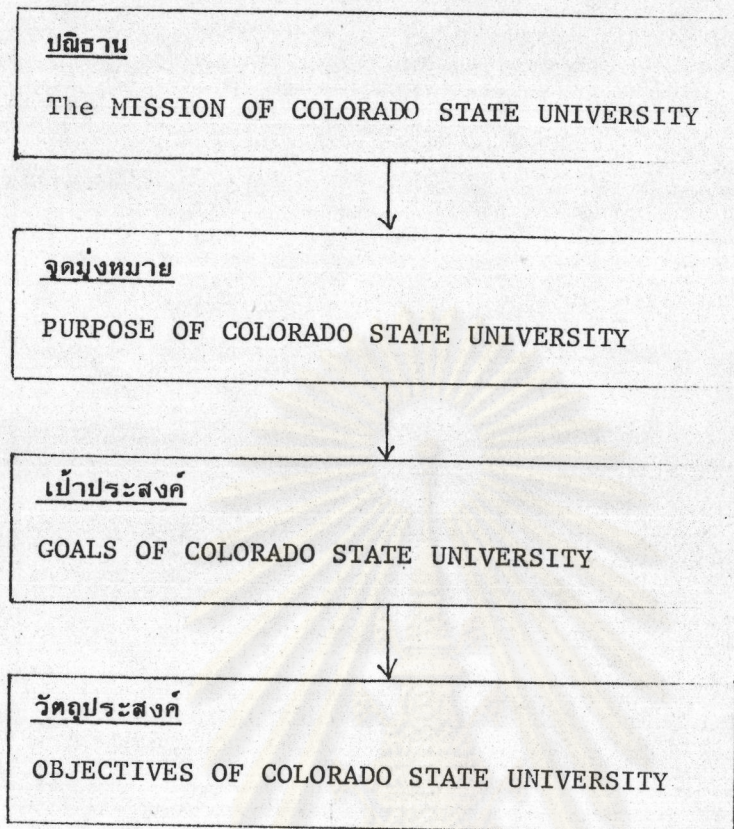 ปณิธาน
The MISSION OF COLORADO STATE UNIVERSITY
จุดมุ่งหมาย
PURPOSE OF COLORADO STATE UNIVERSITY
เป้าประสงค์
GOALS OF COLORADO STATE UNIVERSITY
วัตถุประสงค์
OBJECTIVES OF COLORADO STATE UNIVERSITY